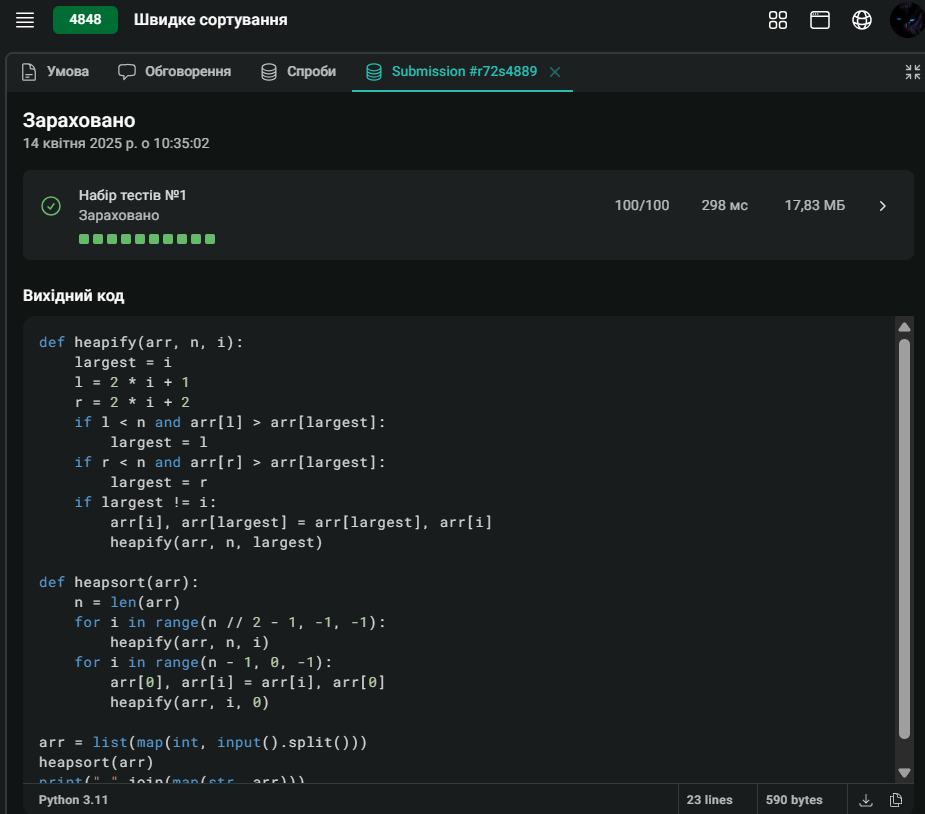 4848 Швидке сортування
Умова Обговорення Спроби Submission #r72s4889
Зараховано
14 квітня 2025 р. о 10:35:02
Набір тестів №1
Зараховано
100/100 298 мс 17,83 МБ
Вихідний код
def heapify(arr, n, i):
    largest = i
    l = 2 * i + 1
    r = 2 * i + 2
    if l < n and arr[l] > arr[largest]:
        largest = l
    if r < n and arr[r] > arr[largest]:
        largest = r
    if largest != i:
        arr[i], arr[largest] = arr[largest], arr[i]
        heapify(arr, n, largest)
def heapsort(arr):
    n = len(arr)
    for i in range(n // 2 - 1, -1, -1):
        heapify(arr, n, i)
    for i in range(n - 1, 0, -1):
        arr[0], arr[i] = arr[i], arr[0]
        heapify(arr, i, 0)
arr = list(map(int, input().split()))
heapsort(arr)
print(" ".join(map(str, arr)))
Python 3.11 23 lines 590 bytes